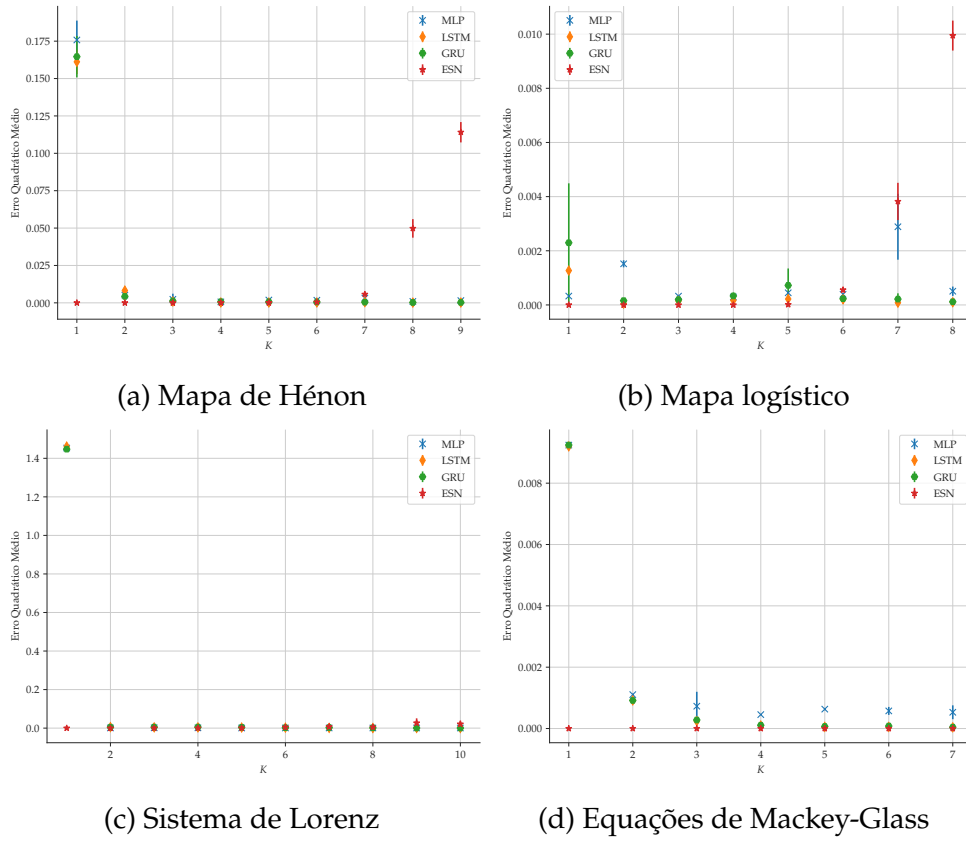 0.175
0.150
0.125
0.100
0.075
0.050
0.025
0.000
Erro Quadrático Médio
MLP
LSTM
GRU
ESN
1 2 3 4 5 6 7 8 9
K
(a) Mapa de Hénon
0.010
0.008
0.006
0.004
0.002
0.000
Erro Quadrático Médio
MLP
LSTM
GRU
ESN
1 2 3 4 5 6 7 8
K
(b) Mapa logístico
1.4
1.2
1.0
0.8
0.6
0.4
0.2
0.0
Erro Quadrático Médio
MLP
LSTM
GRU
ESN
2 4 6 8 10
K
(c) Sistema de Lorenz
0.008
0.006
0.004
0.002
0.000
Erro Quadrático Médio
MLP
LSTM
GRU
ESN
1 2 3 4 5 6 7
K
(d) Equações de Mackey-Glass